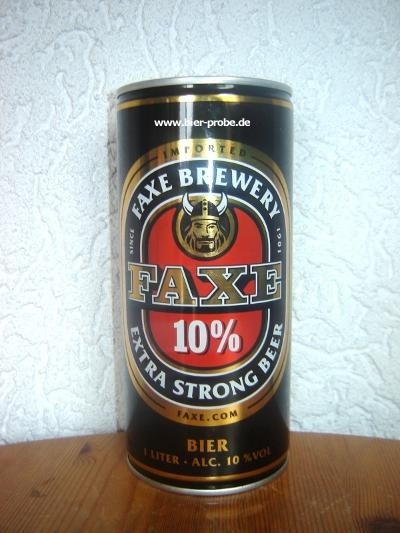 www.bier-probe.de
IMPORTED
FAXE BREWERY
SINCE 1901
FAXE
10%
EXTRA STRONG BEER
FAXE.COM
BIER
1 LITER · ALC. 10 %VOL